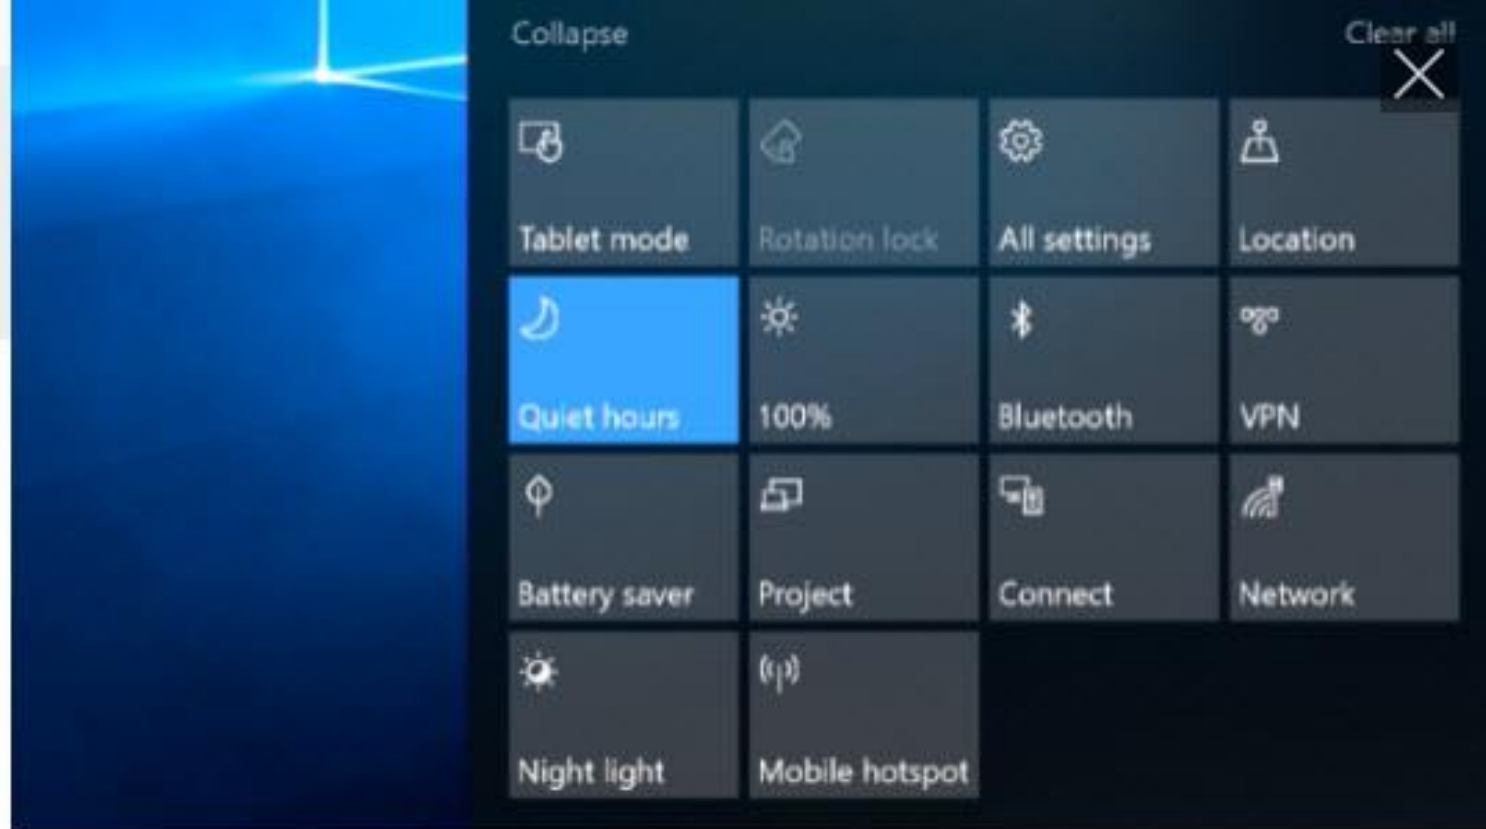 Collapse
Clear all
Tablet mode
Rotation lock
All settings
Location
Quiet hours
100%
Bluetooth
VPN
Battery saver
Project
Connect
Network
Night light
Mobile hotspot